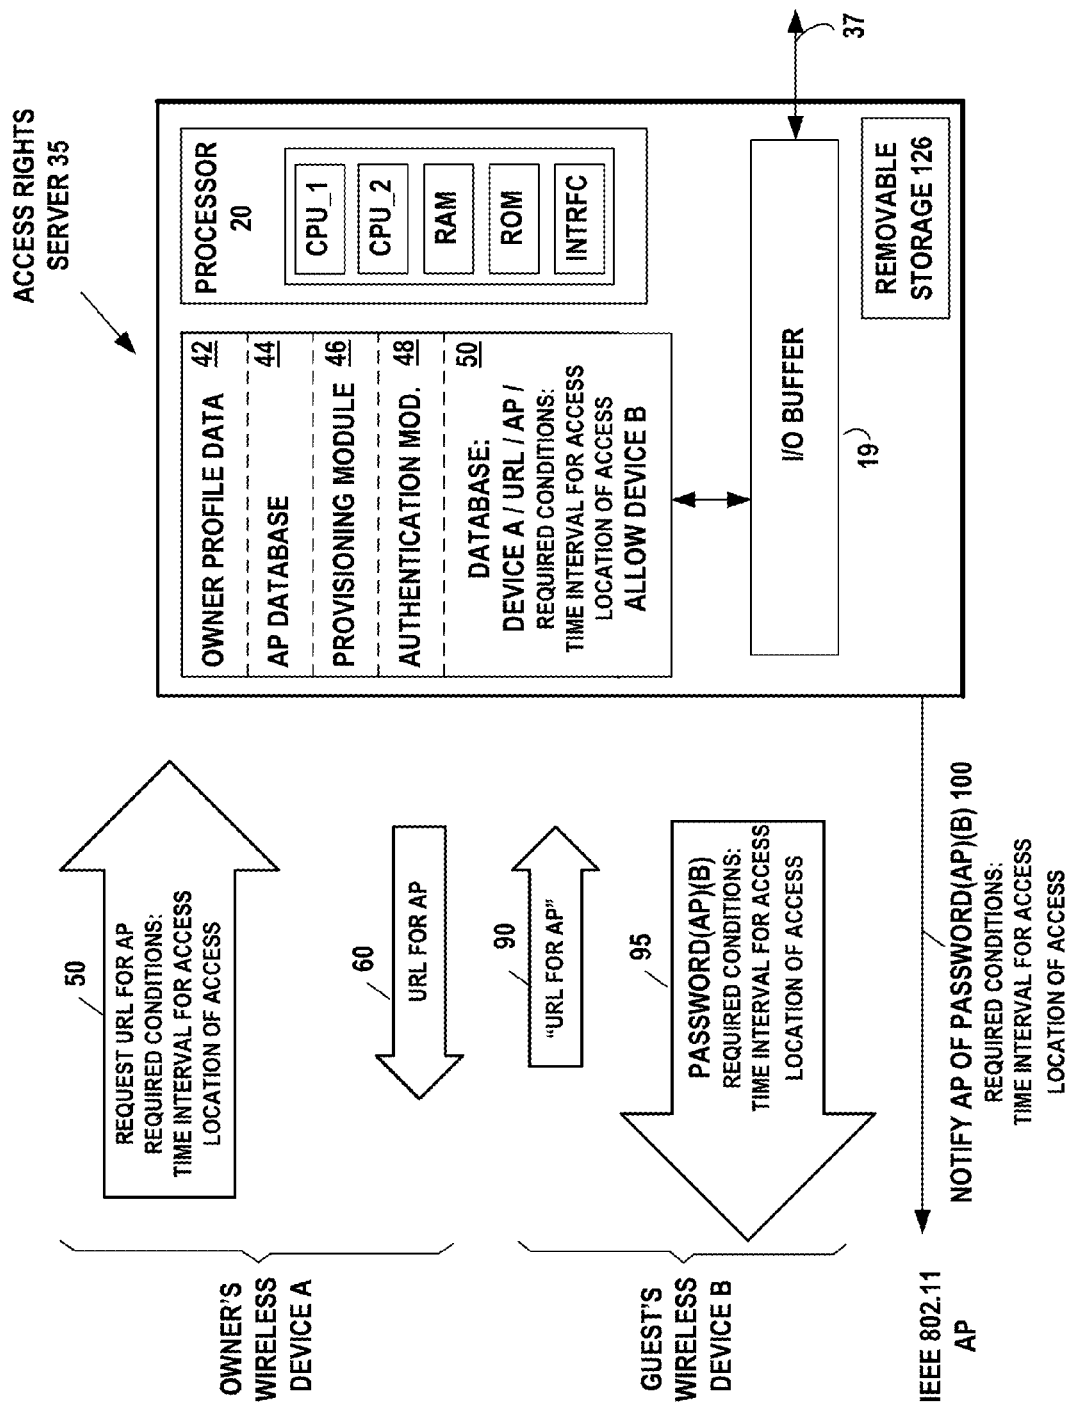 ACCESS RIGHTS
SERVER 35
OWNER PROFILE DATA 42
AP DATABASE 44
PROVISIONING MODULE 46
AUTHENTICATION MOD. 48
50
DATABASE:
DEVICE A / URL / AP /
REQUIRED CONDITIONS:
TIME INTERVAL FOR ACCESS
LOCATION OF ACCESS
ALLOW DEVICE B
PROCESSOR
20
CPU_1
CPU_2
RAM
ROM
INTRFC
I/O BUFFER
19
REMOVABLE
STORAGE 126
37
OWNER'S
WIRELESS
DEVICE A
50
REQUEST URL FOR AP
REQUIRED CONDITIONS:
TIME INTERVAL FOR ACCESS
LOCATION OF ACCESS
60
URL FOR AP
GUEST'S
WIRELESS
DEVICE B
90
“URL FOR AP”
95
PASSWORD(AP)(B)
REQUIRED CONDITIONS:
TIME INTERVAL FOR ACCESS
LOCATION OF ACCESS
IEEE 802.11
AP
NOTIFY AP OF PASSWORD(AP)(B) 100
REQUIRED CONDITIONS:
TIME INTERVAL FOR ACCESS
LOCATION OF ACCESS